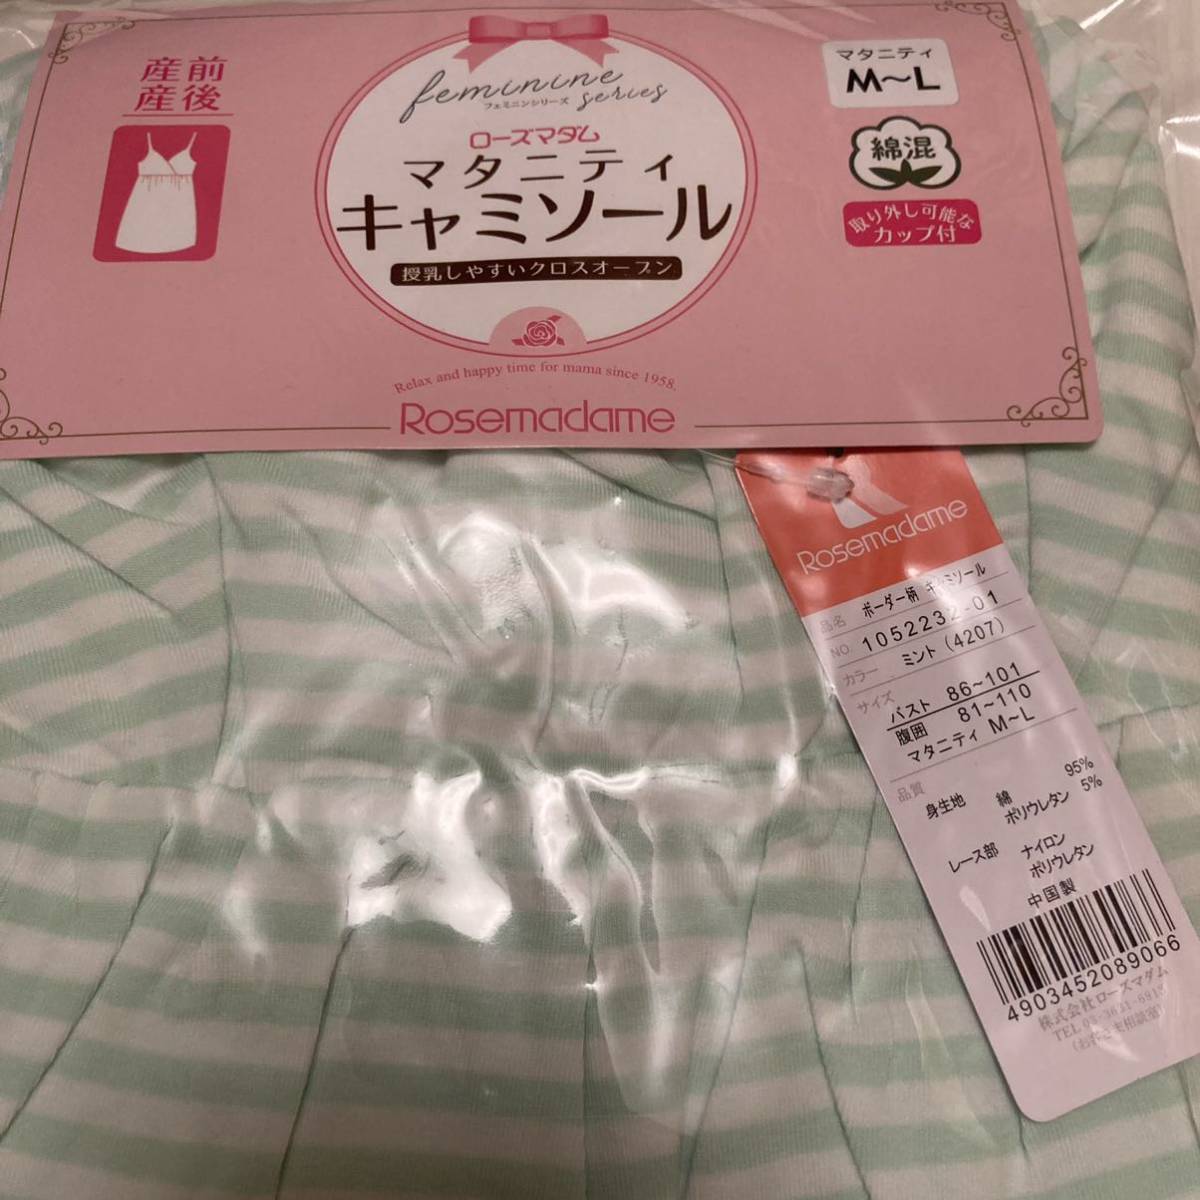 産前
産後
feminine
フェミニンシリーズ series
ローズマダム
マタニティ
キャミソール
授乳しやすいクロスオープン
マタニティ
M～L
綿混
取り外し可能な
カップ付
Relax and happy time for mama since 1958.
Rosemadame
Rosemadame
品名 ボーダー柄 キャミソール
NO 1052232-01
カラー ミント(4207)
サイズ
バスト 86~101
腹囲 81~110
マタニティ M~L
品質
身生地 綿 95%
ポリウレタン 5%
レース部 ナイロン
ポリウレタン
中国製
4903452089066
株式会社ローズマダム